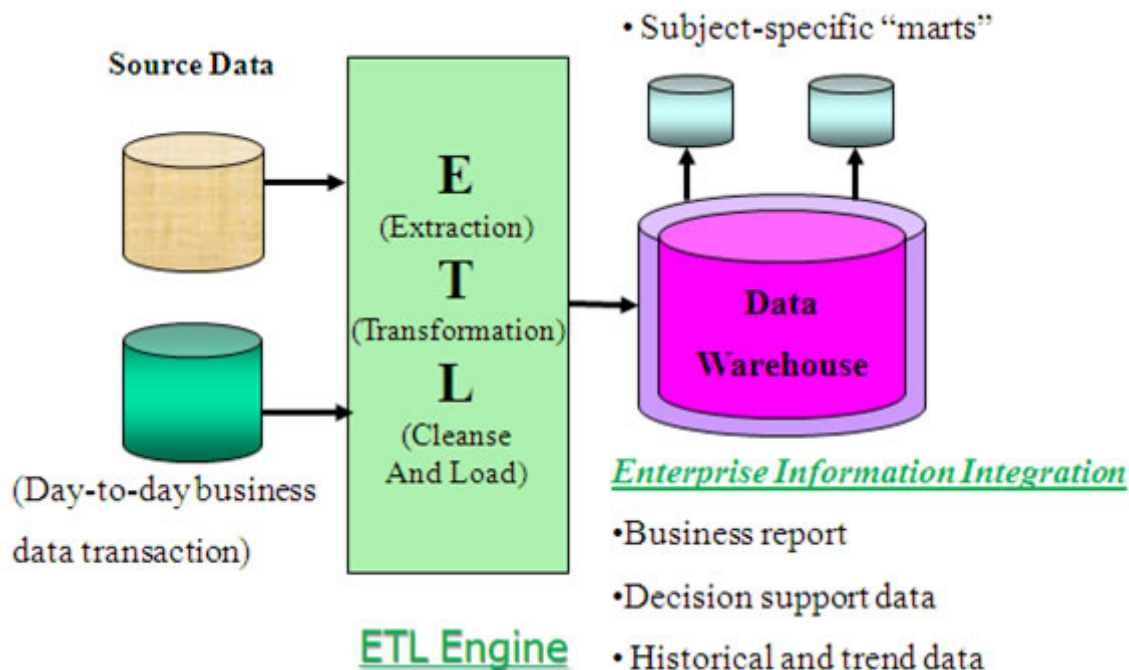 • Subject-specific “marts”
Source Data
E
(Extraction)
T
(Transformation)
L
(Cleanse
And Load)
Data
Warehouse
(Day-to-day business
data transaction)
ETL Engine
Enterprise Information Integration
•Business report
•Decision support data
• Historical and trend data